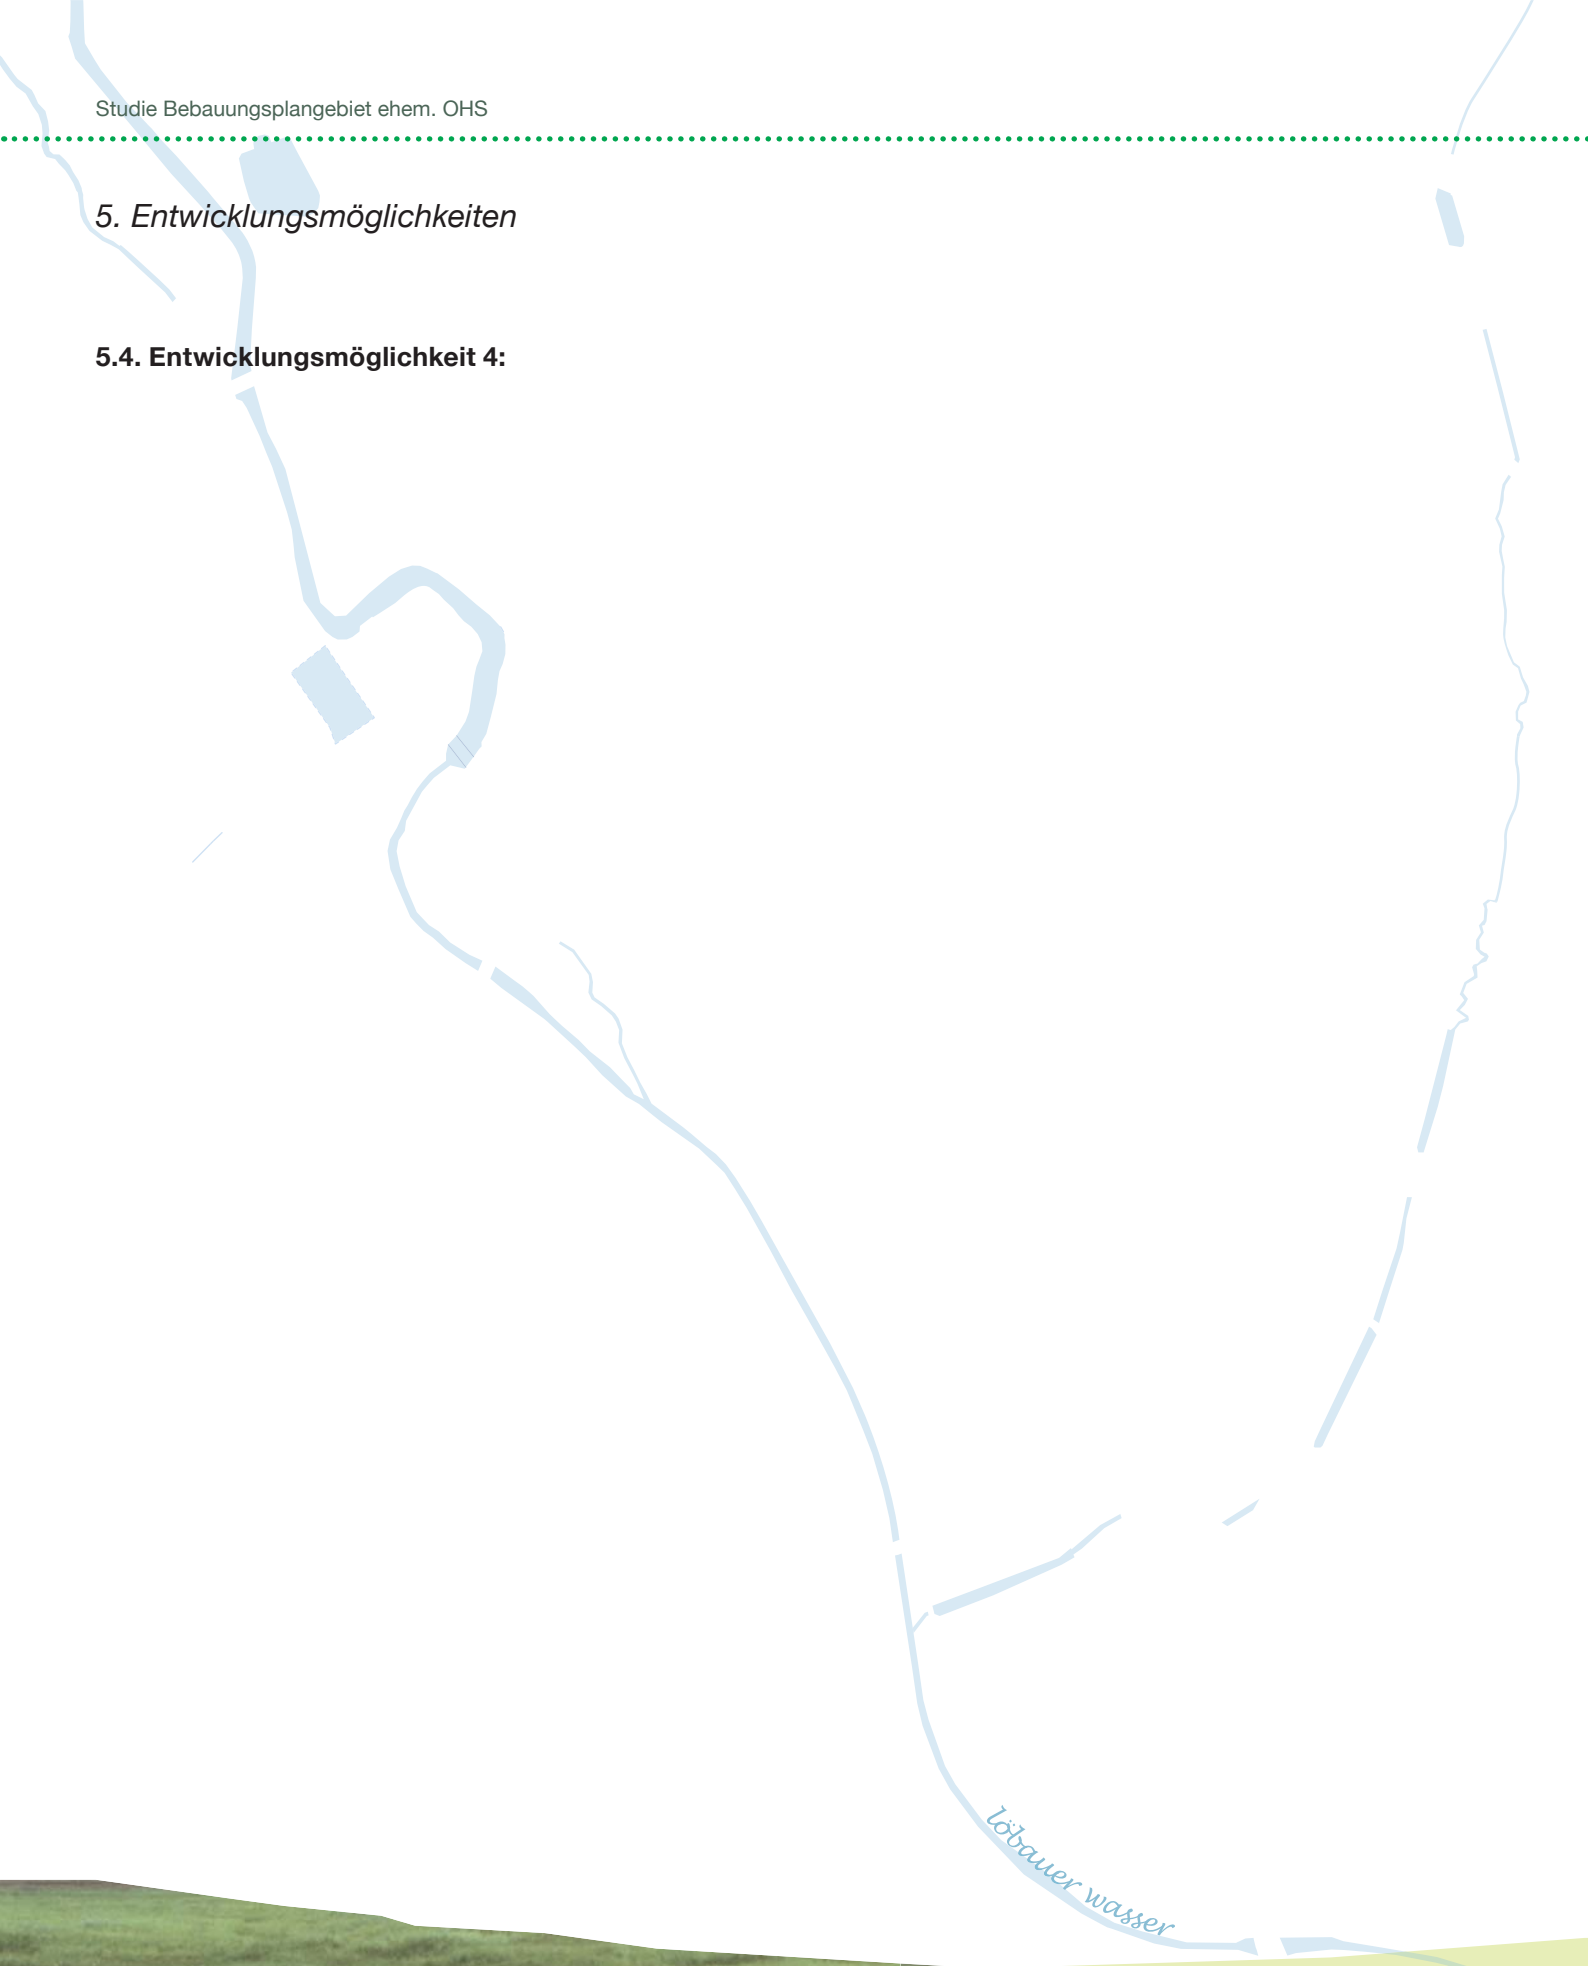 Studie Bebauungsplangebiet ehem. OHS
5. Entwicklungsmöglichkeiten
5.4. Entwicklungsmöglichkeit 4:
löbauer wasser